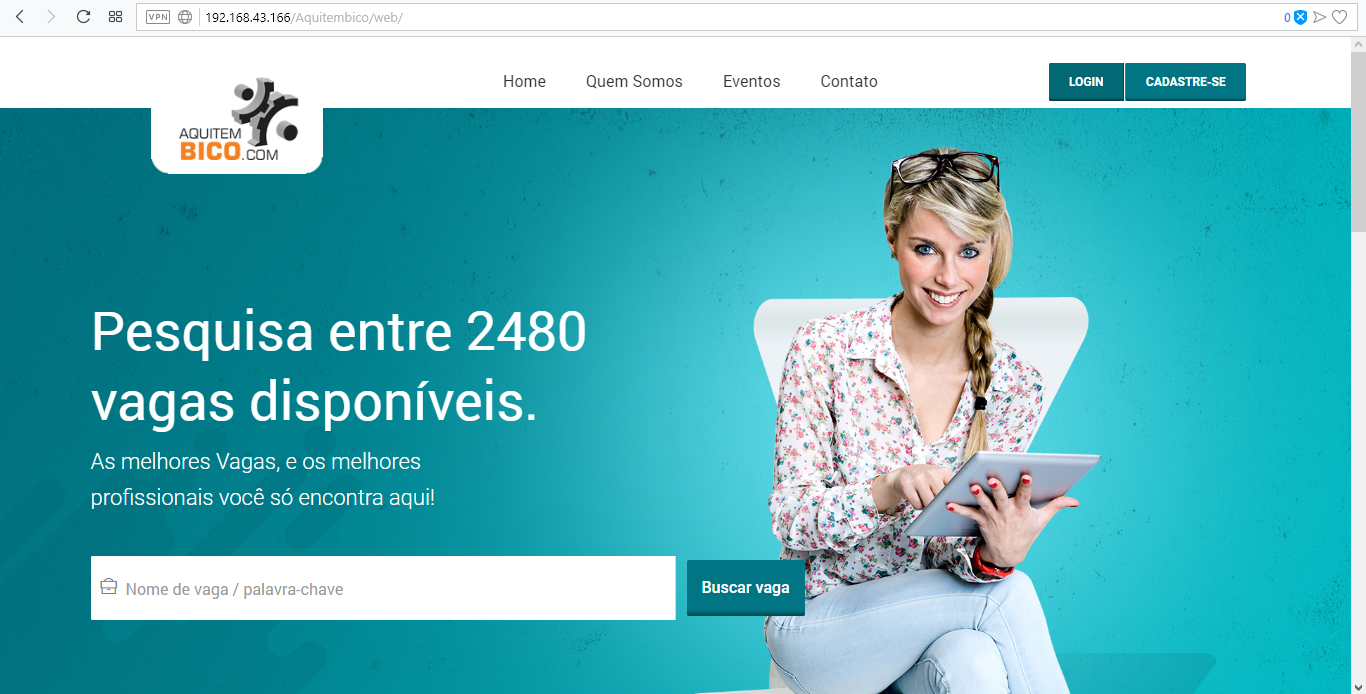 VPN 192.168.43.166/Aquitembico/web/ 0
Home Quem Somos Eventos Contato LOGIN CADASTRE-SE
AQUITEM
BICO.COM
Pesquisa entre 2480
vagas disponíveis.
As melhores Vagas, e os melhores
profissionais você só encontra aqui!
Nome de vaga / palavra-chave Buscar vaga